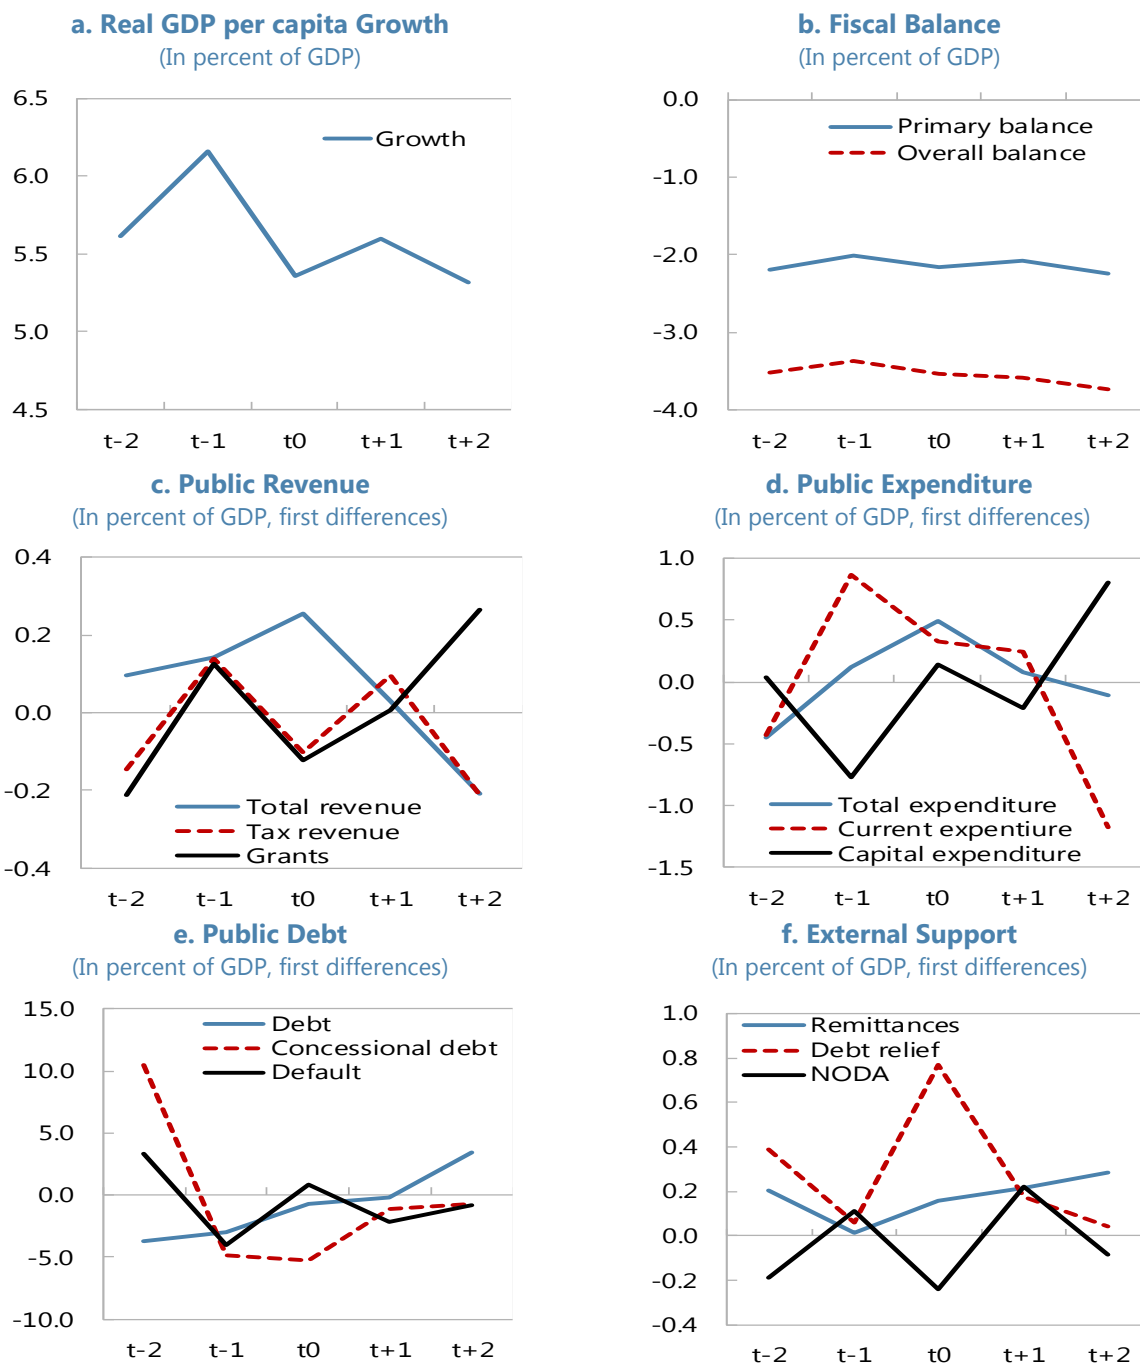 a. Real GDP per capita Growth
(In percent of GDP)
6.5
6.0
5.5
5.0
4.5
Growth
t-2 t-1 t0 t+1 t+2
b. Fiscal Balance
(In percent of GDP)
0.0
-1.0
-2.0
-3.0
-4.0
Primary balance
Overall balance
t-2 t-1 t0 t+1 t+2
c. Public Revenue
(In percent of GDP, first differences)
0.4
0.2
0.0
-0.2
-0.4
Total revenue
Tax revenue
Grants
t-2 t-1 t0 t+1 t+2
d. Public Expenditure
(In percent of GDP, first differences)
1.0
0.5
0.0
-0.5
-1.0
-1.5
Total expenditure
Current expentiure
Capital expenditure
t-2 t-1 t0 t+1 t+2
e. Public Debt
(In percent of GDP, first differences)
15.0
10.0
5.0
0.0
-5.0
-10.0
Debt
Concessional debt
Default
t-2 t-1 t0 t+1 t+2
f. External Support
(In percent of GDP, first differences)
1.0
0.8
0.6
0.4
0.2
0.0
-0.2
-0.4
Remittances
Debt relief
NODA
t-2 t-1 t0 t+1 t+2